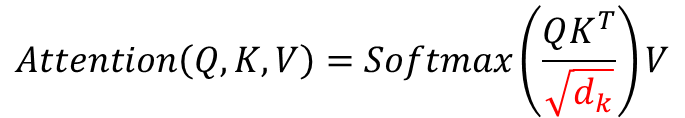 Attention(Q, K, V) = Softmax(QK^T / √d_k)V